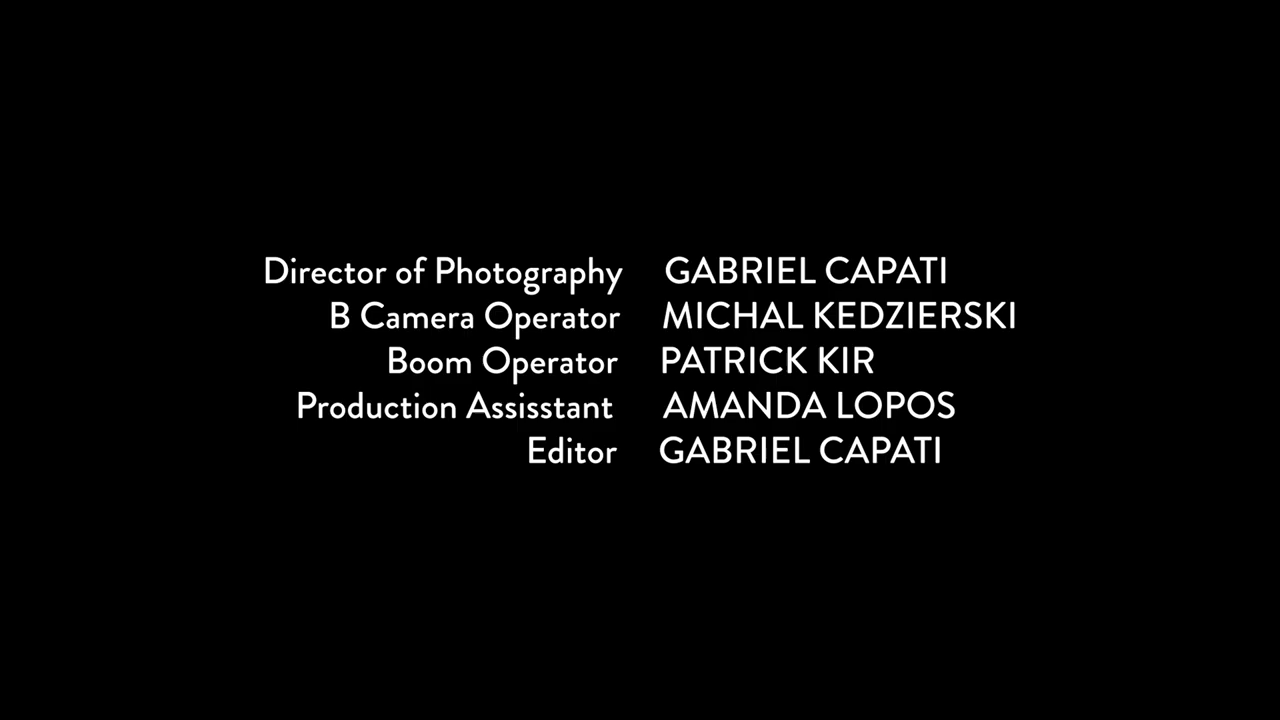 Director of Photography GABRIEL CAPATI
B Camera Operator MICHAL KEDZIERSKI
Boom Operator PATRICK KIR
Production Assisstant AMANDA LOPOS
Editor GABRIEL CAPATI